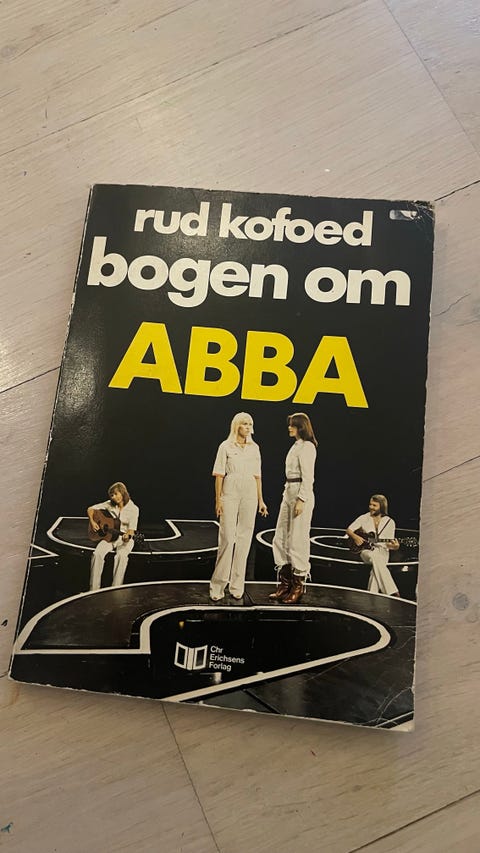 rud kofoed
bogen om
ABBA
Chr
Erichsens
Forlag